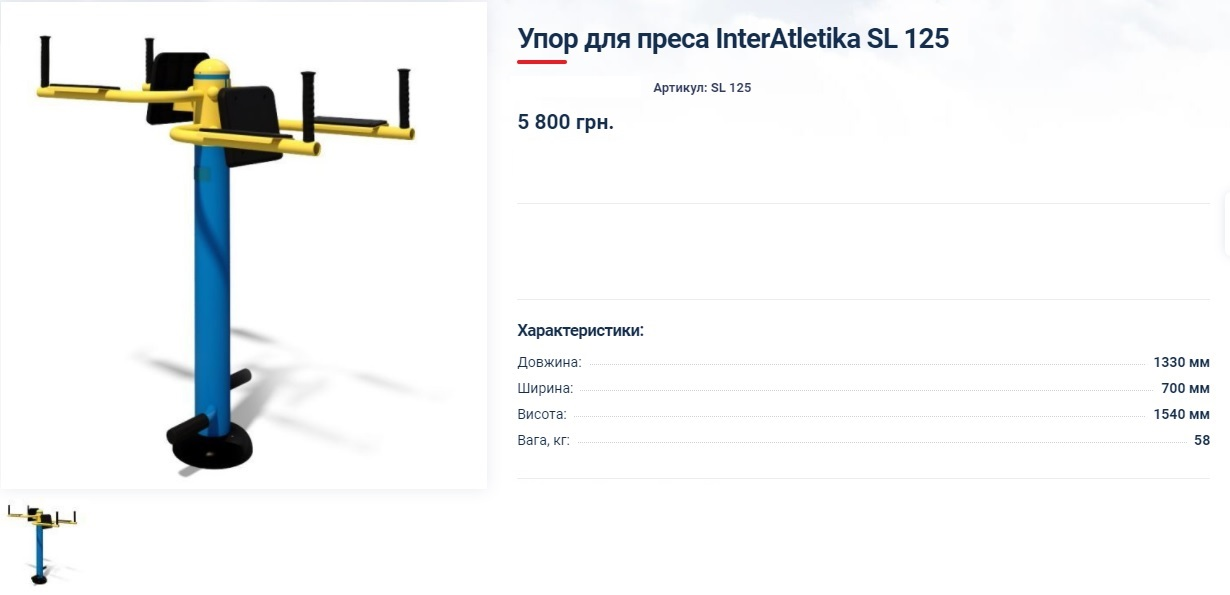 Упор для преса InterAtletika SL 125
Артикул: SL 125
5 800 грн.
Характеристики:
Довжина: 1330 мм
Ширина: 700 мм
Висота: 1540 мм
Вага, кг: 58